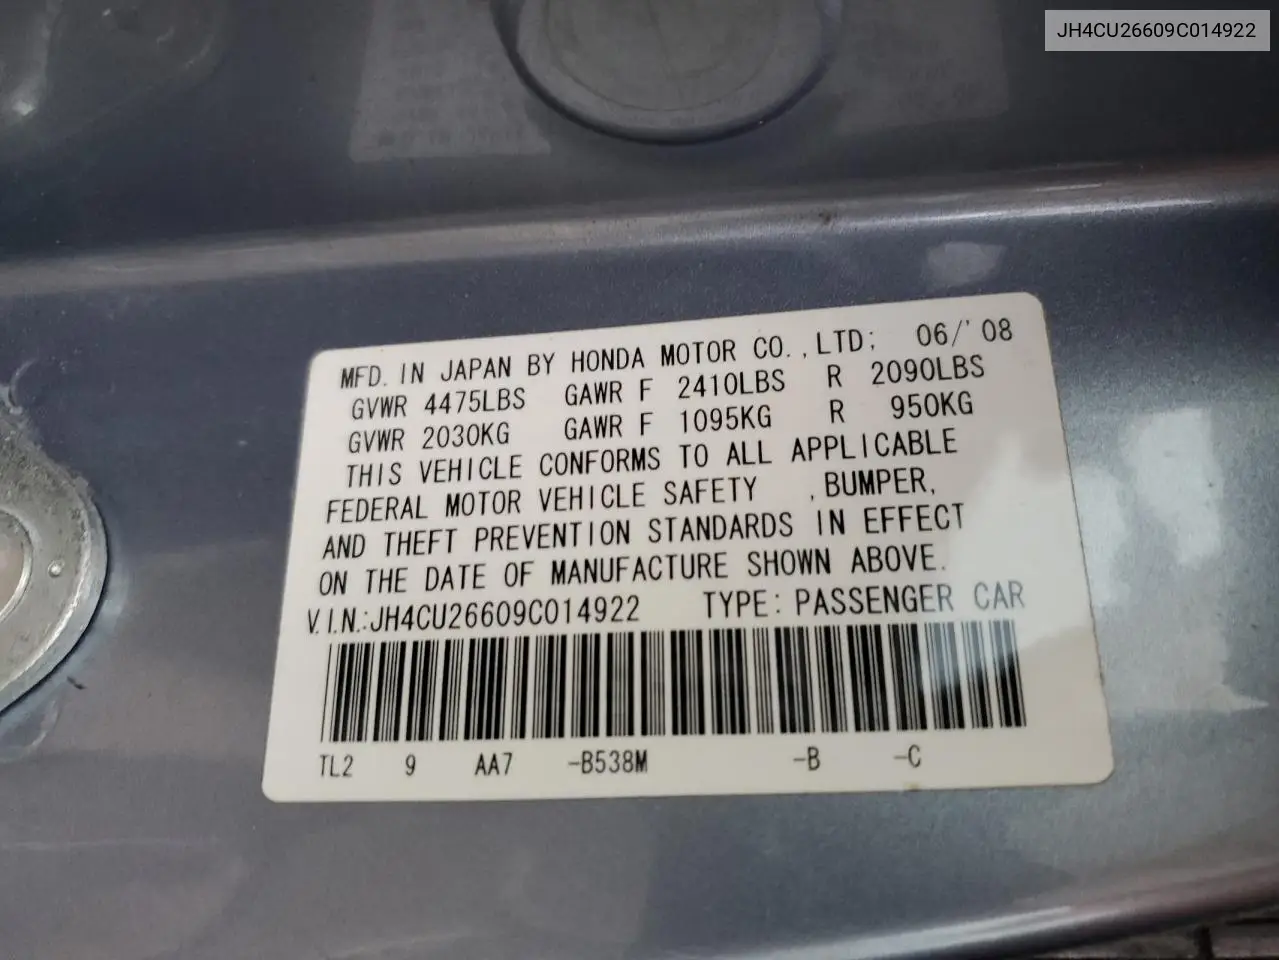 JH4CU26609C014922
MFD. IN JAPAN BY HONDA MOTOR CO., LTD; 06/'08
GVWR 4475LBS GAWR F 2410LBS R 2090LBS
GVWR 2030KG GAWR F 1095KG R 950KG
THIS VEHICLE CONFORMS TO ALL APPLICABLE
FEDERAL MOTOR VEHICLE SAFETY , BUMPER,
AND THEFT PREVENTION STANDARDS IN EFFECT
ON THE DATE OF MANUFACTURE SHOWN ABOVE.
V.I.N.:JH4CU26609C014922 TYPE: PASSENGER CAR
TL2 9 AA7 -B538M -B -C